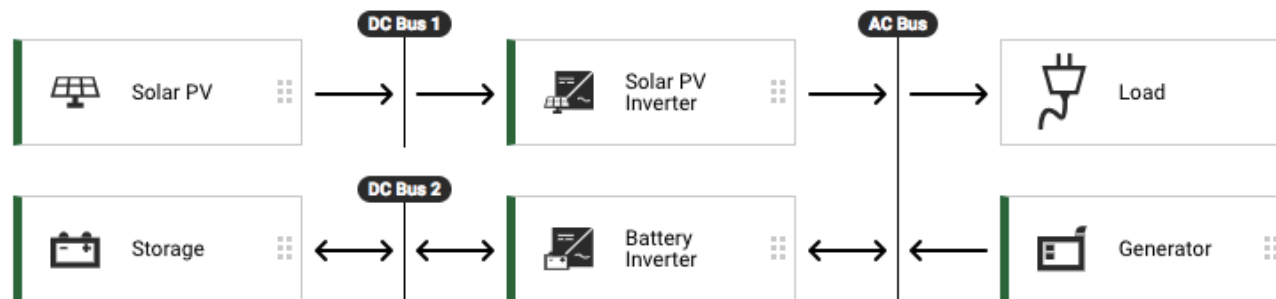 DC Bus 1
AC Bus
Solar PV
Solar PV
Inverter
Load
DC Bus 2
Storage
Battery
Inverter
Generator